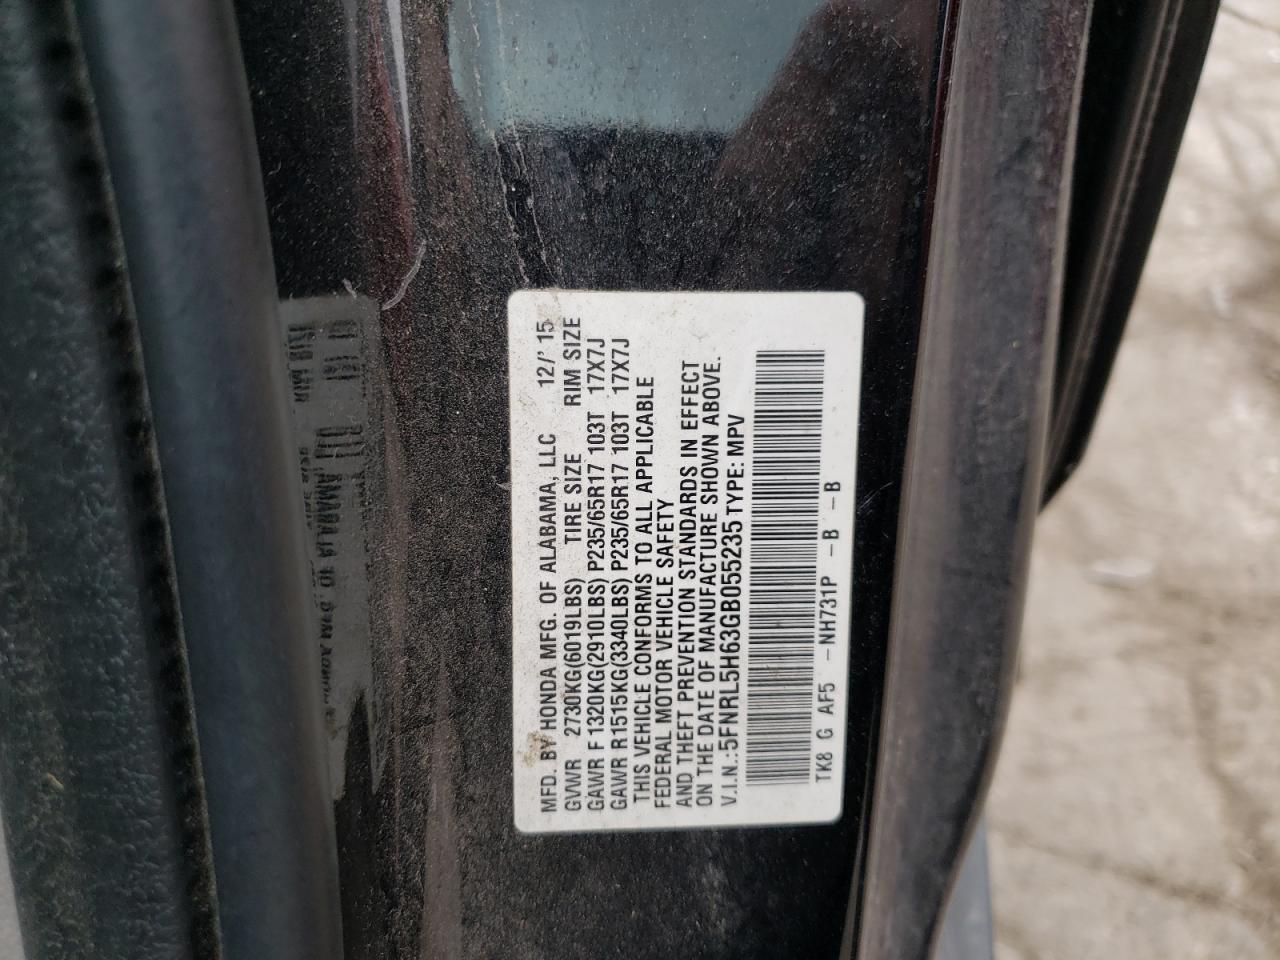 MFD. BY HONDA MFG. OF ALABAMA, LLC 12/' 15
GVWR 2730KG(6019LBS) TIRE SIZE RIM SIZE
GAWR F 1320KG(2910LBS) P235/65R17 103T 17X7J
GAWR R1515KG(3340LBS) P235/65R17 103T 17X7J
THIS VEHICLE CONFORMS TO ALL APPLICABLE
FEDERAL MOTOR VEHICLE SAFETY
AND THEFT PREVENTION STANDARDS IN EFFECT
ON THE DATE OF MANUFACTURE SHOWN ABOVE.
V.I.N.:5FNRL5H63GB055235 TYPE: MPV
TK8 G AF5 -NH731P -B -B